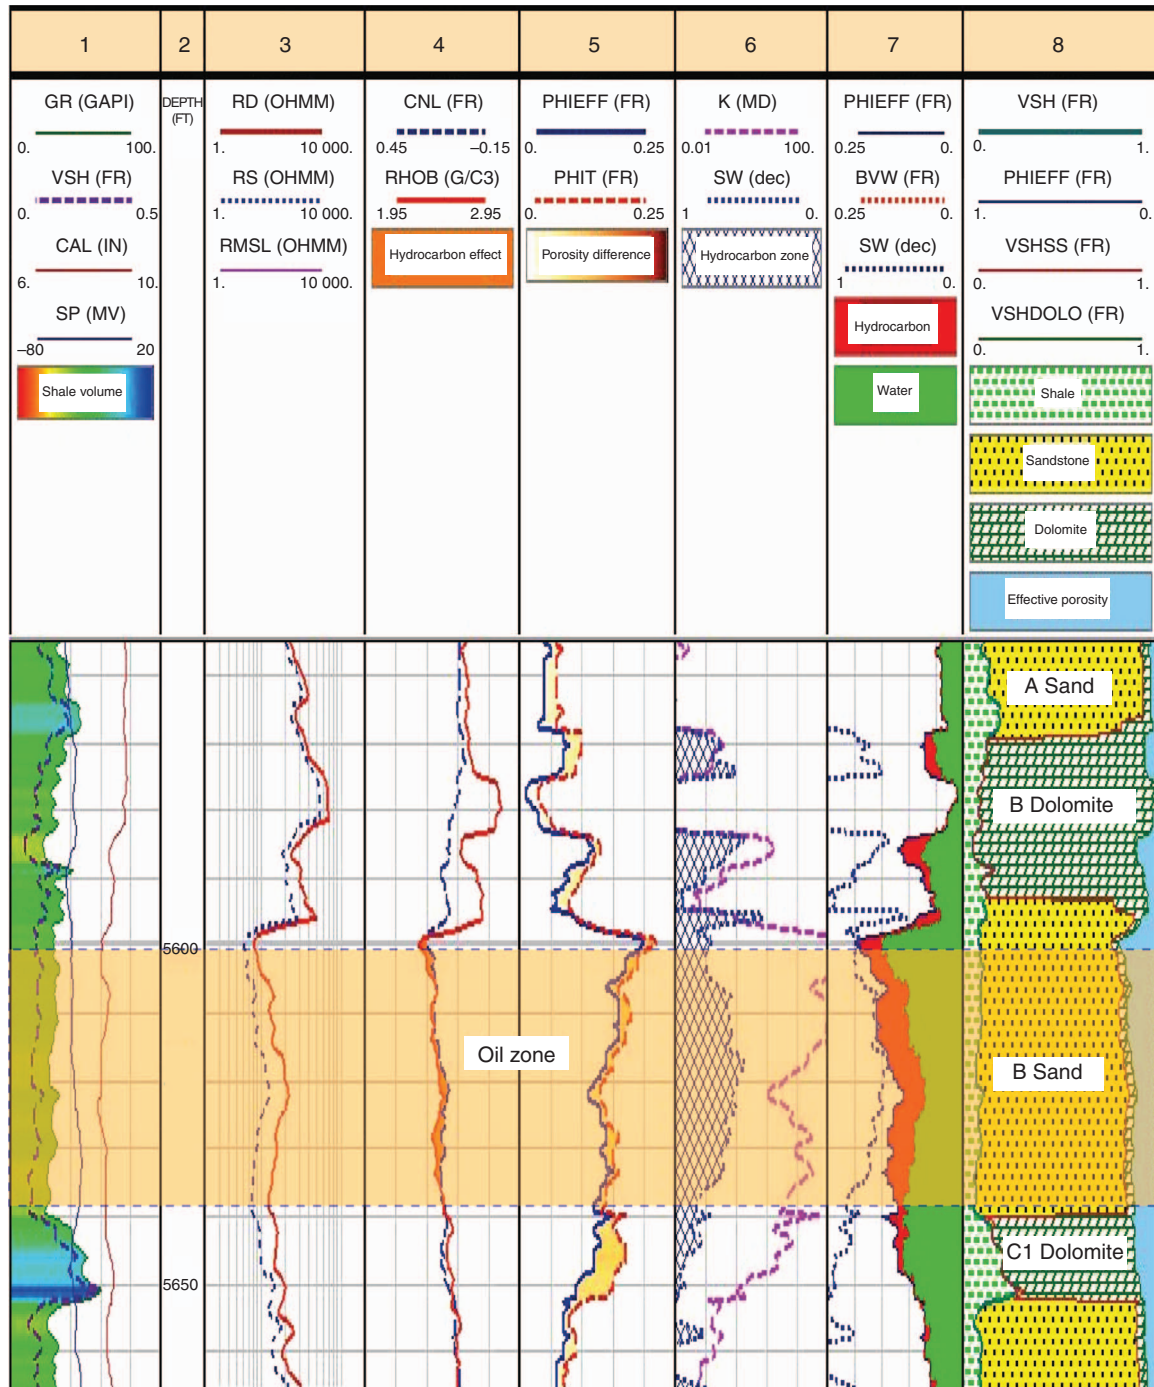 1 2 3 4 5 6 7 8
GR (GAPI)
0. 100.
VSH (FR)
0. 0.5
CAL (IN)
6. 10.
SP (MV)
–80 20
Shale volume
DEPTH
(FT)
RD (OHMM)
1. 10 000.
RS (OHMM)
1. 10 000.
RMSL (OHMM)
1. 10 000.
CNL (FR)
0.45 –0.15
RHOB (G/C3)
1.95 2.95
Hydrocarbon effect
PHIEFF (FR)
0. 0.25
PHIT (FR)
0. 0.25
Porosity difference
K (MD)
0.01 100.
SW (dec)
1 0.
Hydrocarbon zone
PHIEFF (FR)
0.25 0.
BVW (FR)
0.25 0.
SW (dec)
1 0.
Hydrocarbon
Water
VSH (FR)
0. 1.
PHIEFF (FR)
1. 0.
VSHSS (FR)
0. 1.
VSHDOLO (FR)
0. 1.
Shale
Sandstone
Dolomite
Effective porosity
A Sand
B Dolomite
5600
Oil zone
B Sand
C1 Dolomite
5650